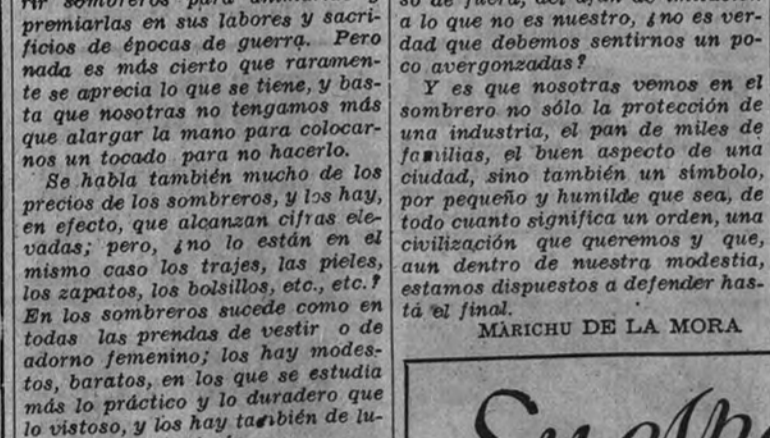 rir sombreros para
premiarlas en sus labores y sacri-
ficios de épocas de guerra. Pero
nada es más cierto que raramen-
te se aprecia lo que se tiene, y bas-
ta que nosotras no tengamos más
que alargar la mano para colocar-
nos un tocado para no hacerlo.
Se habla también mucho de los
precios de los sombreros, y los hay,
en efecto, que alcanzan cifras ele-
vadas; pero, ¿no lo están en el
mismo caso los trajes, las pieles,
los zapatos, los bolsillos, etc., etc.?
En los sombreros sucede como en
todas las prendas de vestir o de
adorno femenino; los hay modes-
tos, baratos, en los que se estudia
más lo práctico y lo duradero que
lo vistoso, y los hay también de lu-
so de fuera, del afán de
a lo que no es nuestro, ¿no es ver-
dad que debemos sentirnos un po-
co avergonzadas?
Y es que nosotras vemos en el
sombrero no sólo la protección de
una industria, el pan de miles de
familias, el buen aspecto de una
ciudad, sino también un símbolo,
por pequeño y humilde que sea, de
todo cuanto significa un orden, una
civilización que queremos y que,
aun dentro de nuestra modestia,
estamos dispuestos a defender has-
ta el final.
MARICHU DE LA MORA